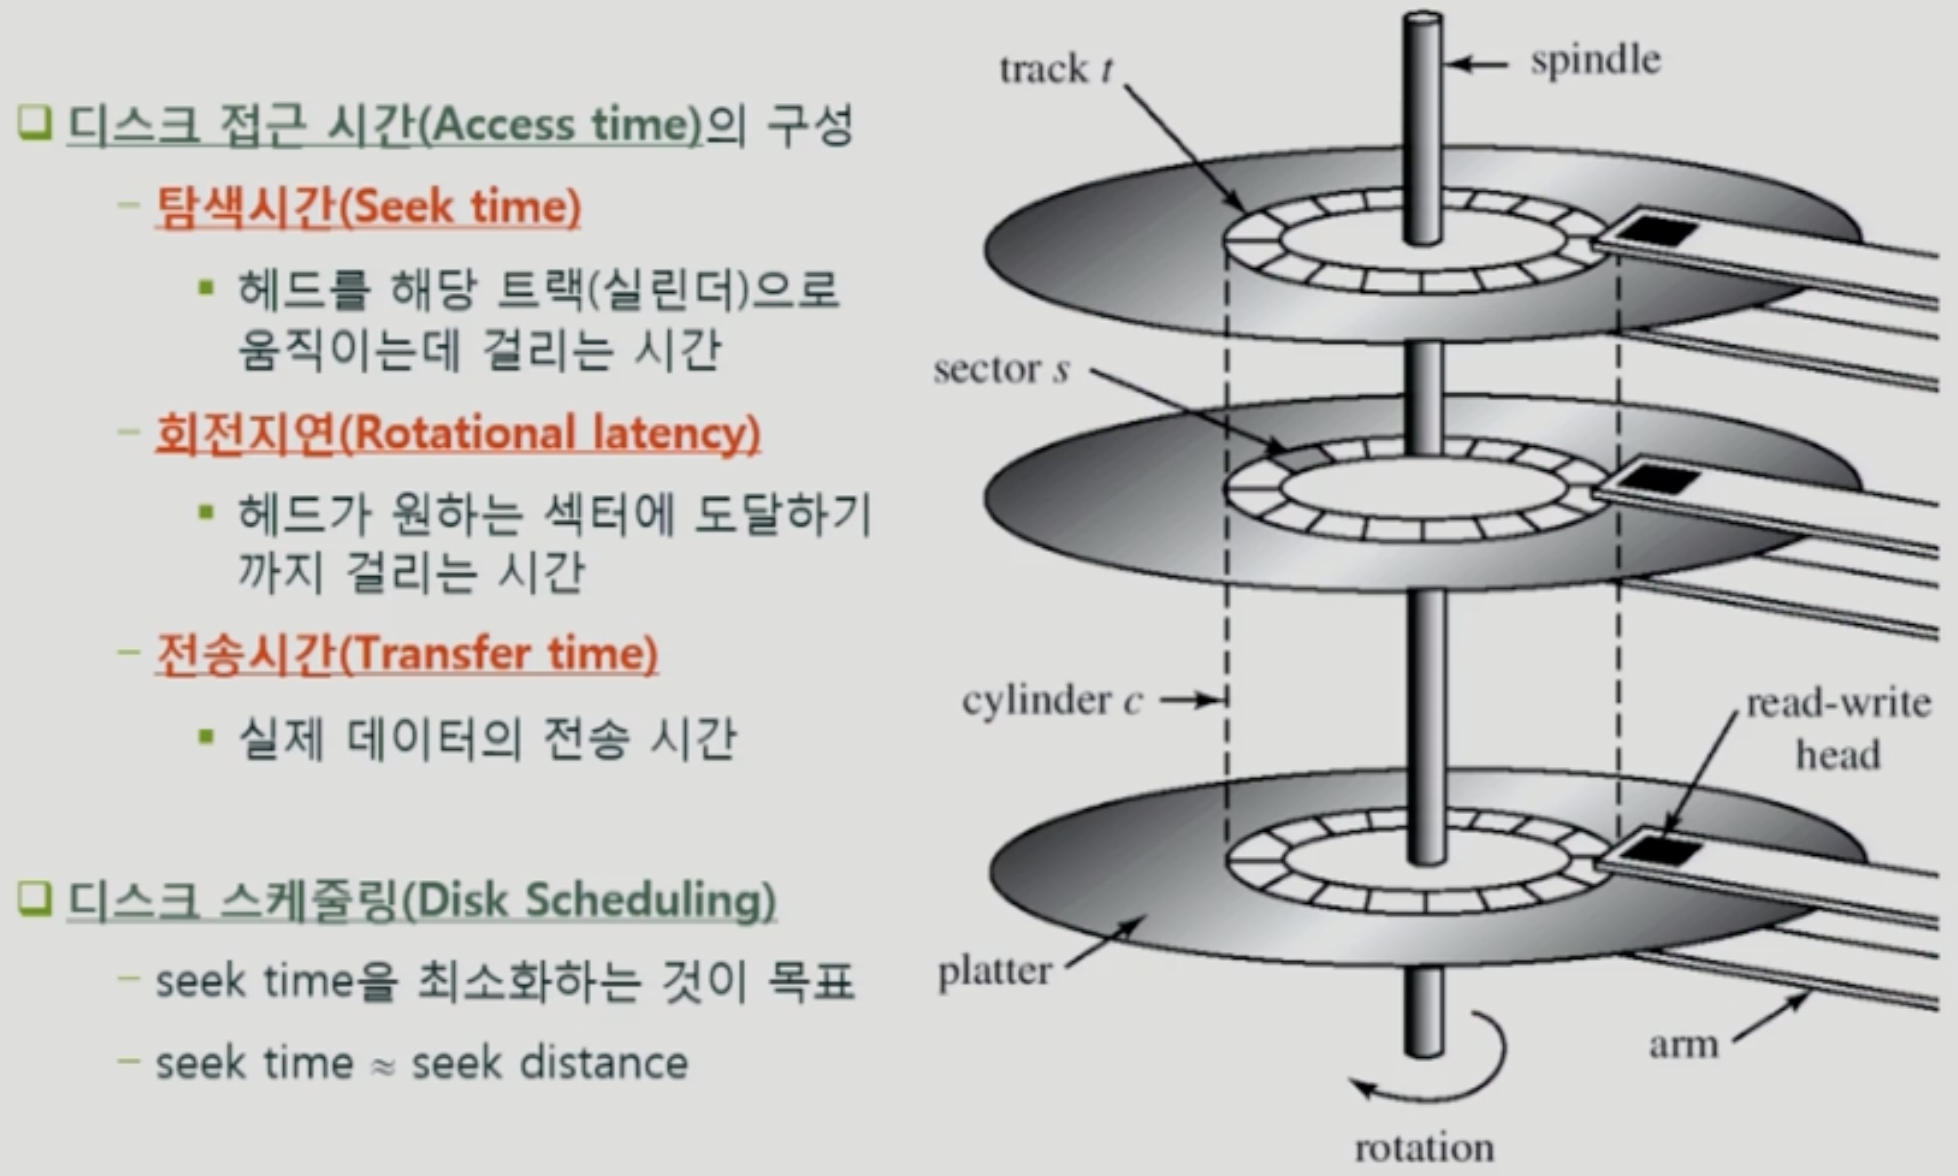 디스크 접근 시간(Access time)의 구성
– 탐색시간(Seek time)
▪ 헤드를 해당 트랙(실린더)으로
움직이는데 걸리는 시간
– 회전지연(Rotational latency)
▪ 헤드가 원하는 섹터에 도달하기
까지 걸리는 시간
– 전송시간(Transfer time)
▪ 실제 데이터의 전송 시간
디스크 스케줄링(Disk Scheduling)
– seek time을 최소화하는 것이 목표
– seek time ≈ seek distance
track t
spindle
sector s
cylinder c
read-write
head
platter
arm
rotation